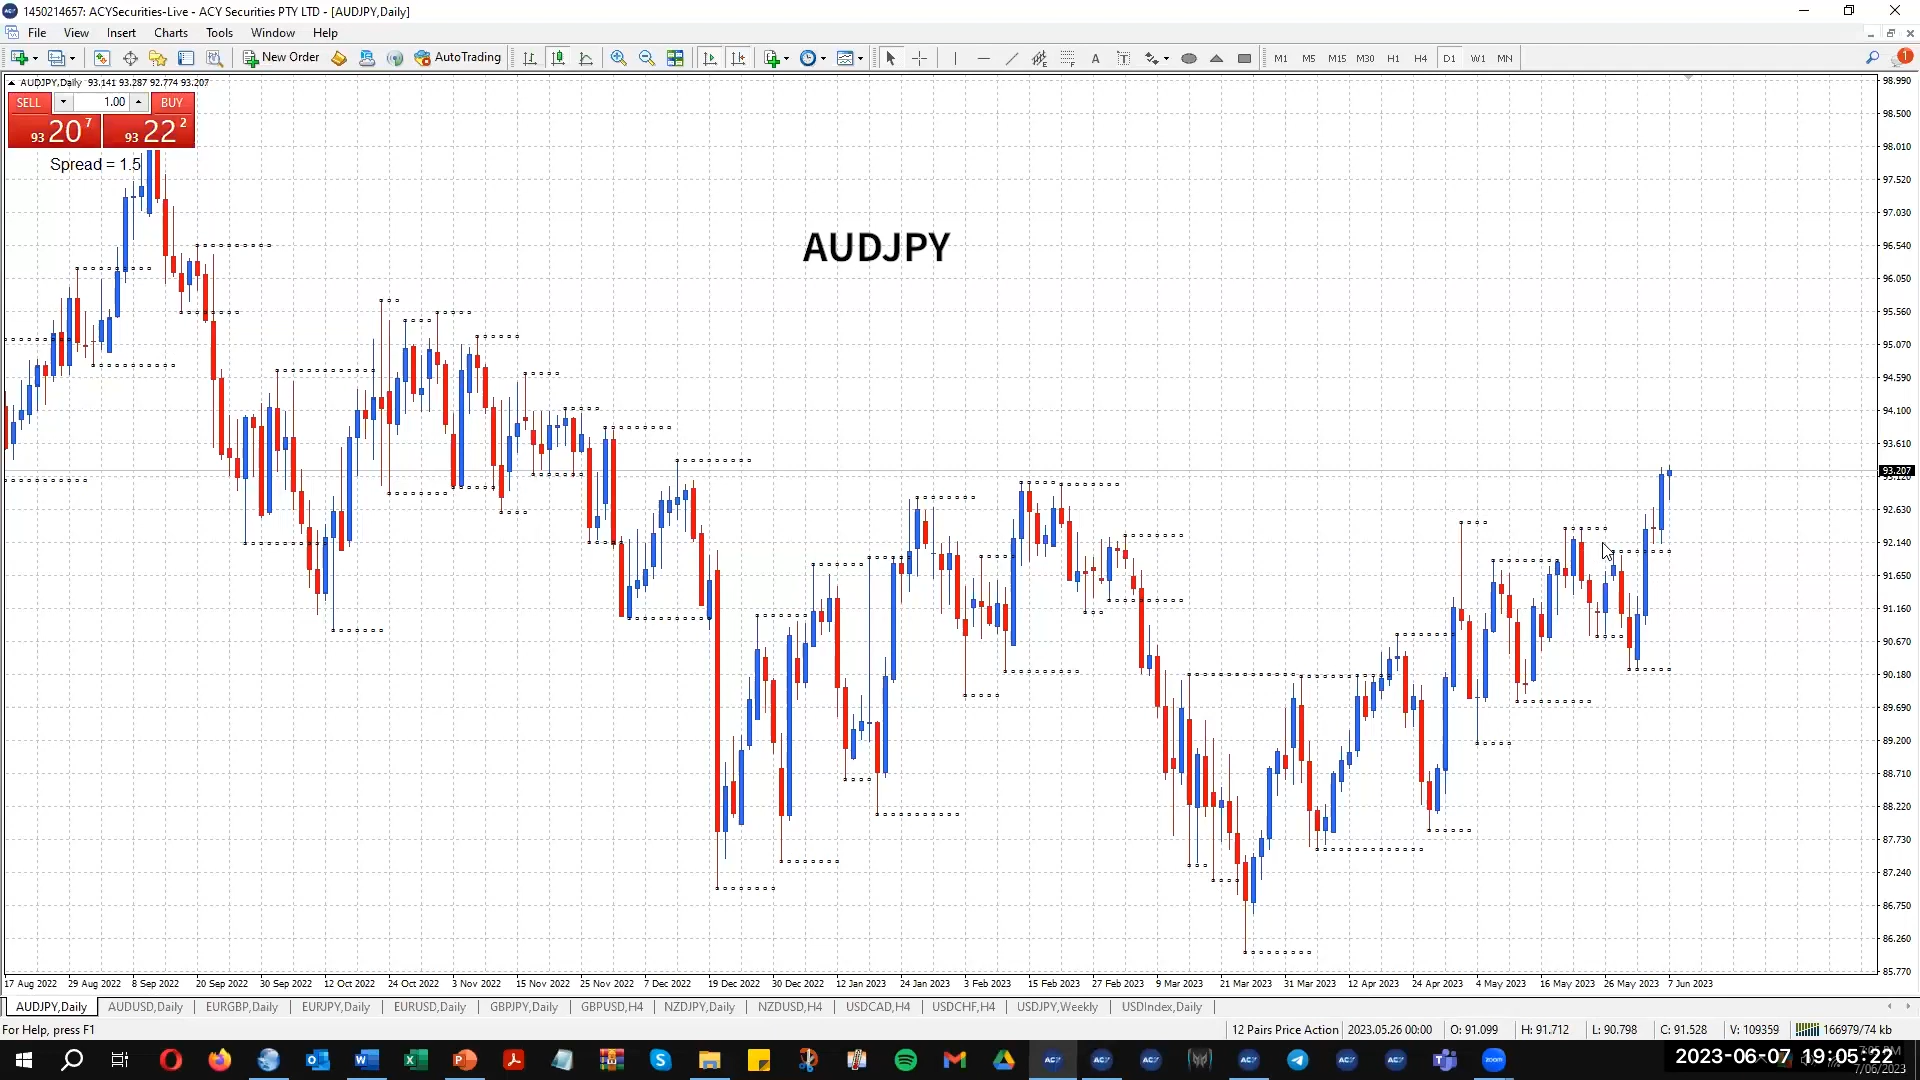 1450214657: ACYSecurities-Live - ACY Securities PTY LTD - [AUDJPY,Daily]
File View Insert Charts Tools Window Help
New Order AutoTrading A T M1 M5 M15 M30 H1 H4 D1 W1 MN 1
AUDJPY,Daily 93.141 93.287 92.774 93.207
SELL 1.00 BUY
93 20 7 93 22 2
Spread = 1.5
AUDJPY
98.990
98.500
98.010
97.520
97.030
96.540
96.050
95.560
95.070
94.590
94.100
93.610
93.207
93.120
92.630
92.140
91.650
91.160
90.670
90.180
89.690
89.200
88.710
88.220
87.730
87.240
86.750
86.260
85.770
17 Aug 2022 29 Aug 2022 8 Sep 2022 20 Sep 2022 30 Sep 2022 12 Oct 2022 24 Oct 2022 3 Nov 2022 15 Nov 2022 25 Nov 2022 7 Dec 2022 19 Dec 2022 30 Dec 2022 12 Jan 2023 24 Jan 2023 3 Feb 2023 15 Feb 2023 27 Feb 2023 9 Mar 2023 21 Mar 2023 31 Mar 2023 12 Apr 2023 24 Apr 2023 4 May 2023 16 May 2023 26 May 2023 7 Jun 2023
AUDJPY,Daily AUDUSD,Daily EURGBP,Daily EURJPY,Daily EURUSD,Daily GBPJPY,Daily GBPUSD,H4 NZDJPY,Daily NZDUSD,H4 USDCAD,H4 USDCHF,H4 USDJPY,Weekly USDIndex,Daily
For Help, press F1 12 Pairs Price Action 2023.05.26 00:00 O: 91.099 H: 91.712 L: 90.798 C: 91.528 V: 109359 166979/74 kb
2023-06-07 19:05:22
7/06/2023